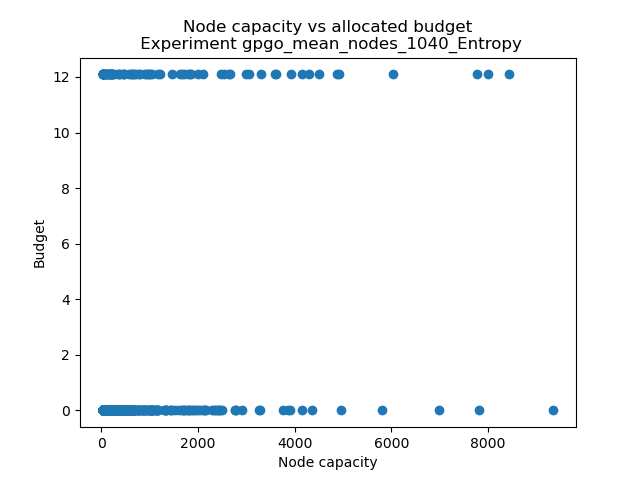 Node capacity vs allocated budget
Experiment gpgo_mean_nodes_1040_Entropy
12
10
8
6
4
2
0
Budget
0 2000 4000 6000 8000
Node capacity